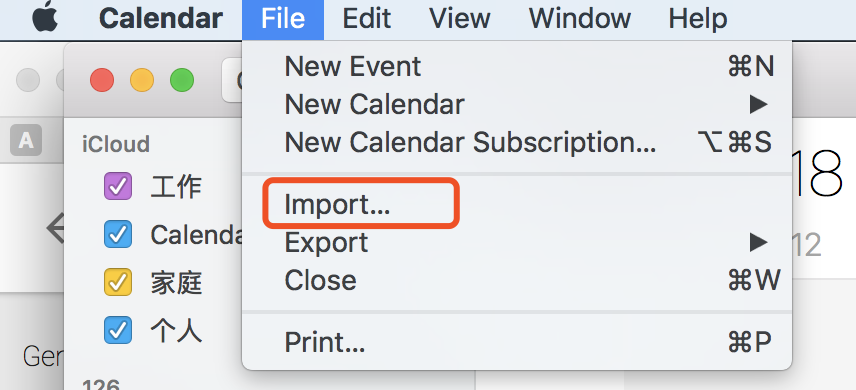 Calendar File Edit View Window Help
New Event ⌘N
New Calendar ▶
New Calendar Subscription... ⌥⌘S
A
iCloud
工作
18
Import...
Calenda
12
Export ▶
家庭
Close ⌘W
个人
Print... ⌘P
Ger
126